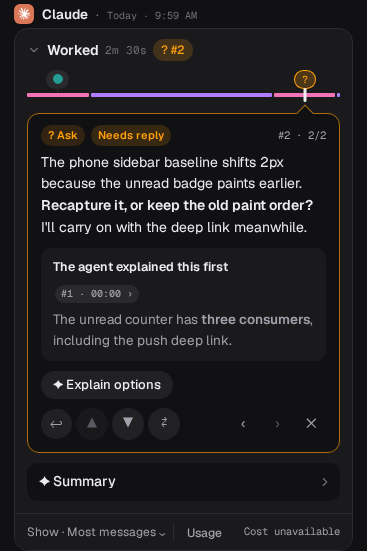 Claude · Today · 9:59 AM
Worked 2m 30s ? #2
?
? Ask Needs reply #2 · 2/2
The phone sidebar baseline shifts 2px
because the unread badge paints earlier.
Recapture it, or keep the old paint order?
I'll carry on with the deep link meanwhile.
The agent explained this first
#1 · 00:00 ›
The unread counter has three consumers,
including the push deep link.
Explain options
Summary
Show · Most messages Usage Cost unavailable